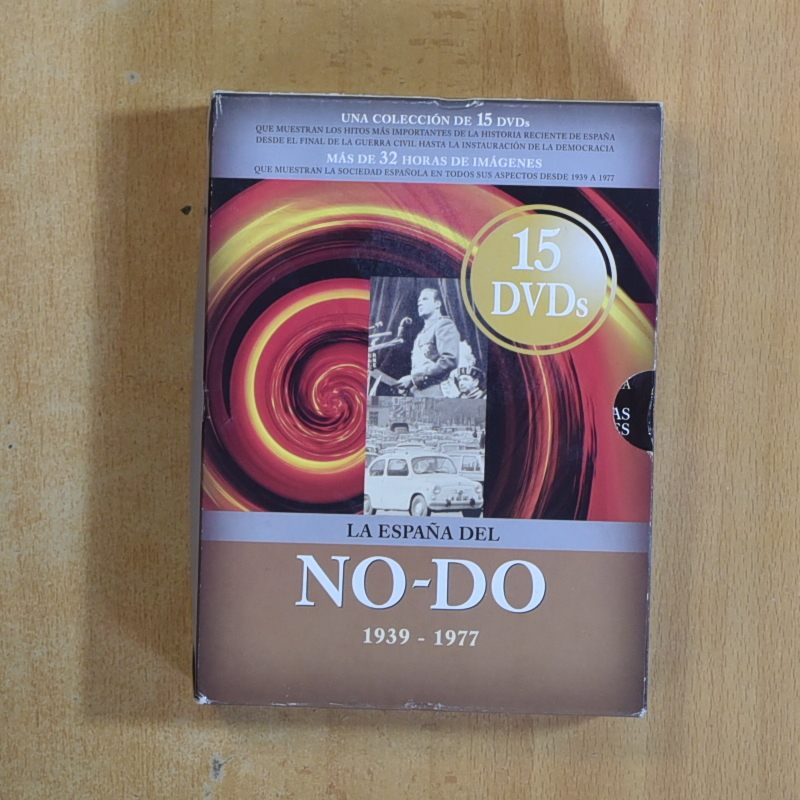 UNA COLECCIÓN DE 15 DVDs
QUE MUESTRAN LOS HITOS MÁS IMPORTANTES DE LA HISTORIA RECIENTE DE ESPAÑA
DESDE EL FINAL DE LA GUERRA CIVIL HASTA LA INSTAURACIÓN DE LA DEMOCRACIA
MÁS DE 32 HORAS DE IMÁGENES
QUE MUESTRAN LA SOCIEDAD ESPAÑOLA EN TODOS SUS ASPECTOS DESDE 1939 A 1977
15
DVDs
AS
ES
LA ESPAÑA DEL
NO-DO
1939 - 1977